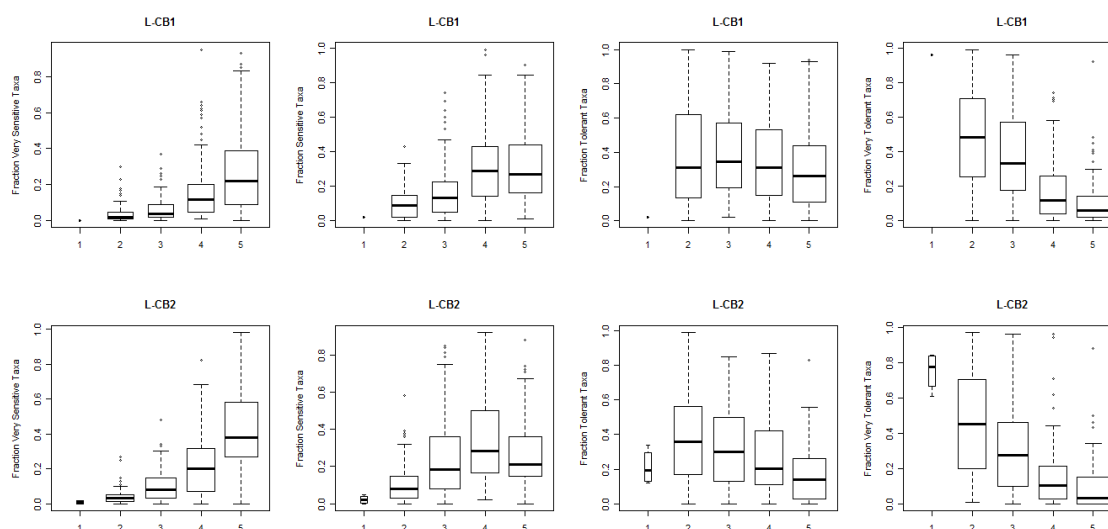 L-CB1 L-CB1 L-CB1 L-CB1
Fraction Very Sensitive Taxa
0.0 0.2 0.4 0.6 0.8
1 2 3 4 5
Fraction Sensitive Taxa
0.0 0.2 0.4 0.6 0.8 1.0
1 2 3 4 5
Fraction Tolerant Taxa
0.0 0.2 0.4 0.6 0.8 1.0
1 2 3 4 5
Fraction Very Tolerant Taxa
0.0 0.2 0.4 0.6 0.8 1.0
1 2 3 4 5
L-CB2 L-CB2 L-CB2 L-CB2
Fraction Very Sensitive Taxa
0.0 0.2 0.4 0.6 0.8 1.0
1 2 3 4 5
Fraction Sensitive Taxa
0.0 0.2 0.4 0.6 0.8
1 2 3 4 5
Fraction Tolerant Taxa
0.0 0.2 0.4 0.6 0.8 1.0
1 2 3 4 5
Fraction Very Tolerant Taxa
0.0 0.2 0.4 0.6 0.8 1.0
1 2 3 4 5